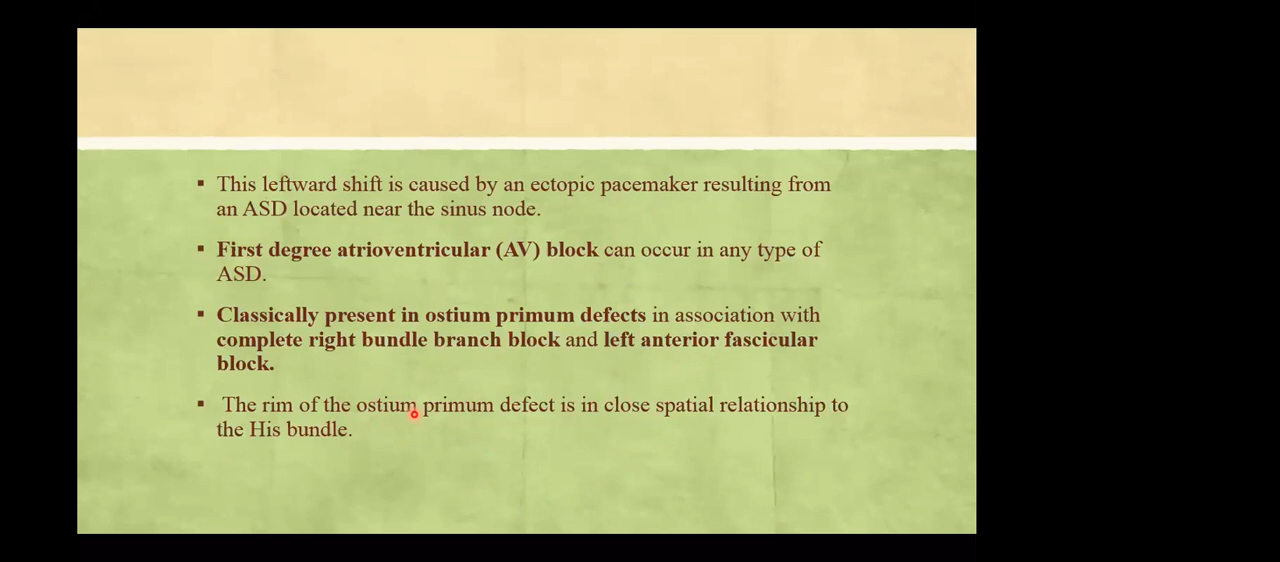 This leftward shift is caused by an ectopic pacemaker resulting from
an ASD located near the sinus node.
First degree atrioventricular (AV) block can occur in any type of
ASD.
Classically present in ostium primum defects in association with
complete right bundle branch block and left anterior fascicular
block.
The rim of the ostium primum defect is in close spatial relationship to
the His bundle.